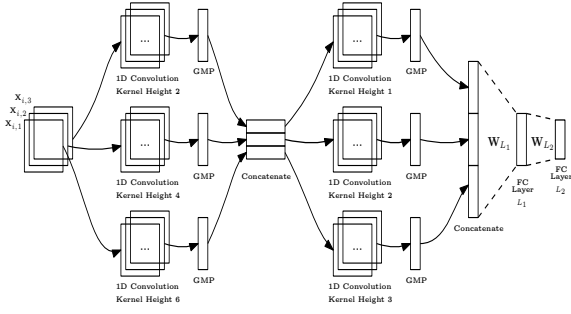 ...
GMP
1D Convolution
Kernel Height 2
...
GMP
1D Convolution
Kernel Height 1
X_{i,3}
X_{i,2}
X_{i,1}
...
GMP
1D Convolution
Kernel Height 4
Concatenate
...
GMP
1D Convolution
Kernel Height 2
W_{L_1}
W_{L_2}
FC
Layer
L_1
FC
Layer
L_2
...
GMP
1D Convolution
Kernel Height 6
...
GMP
1D Convolution
Kernel Height 3
Concatenate